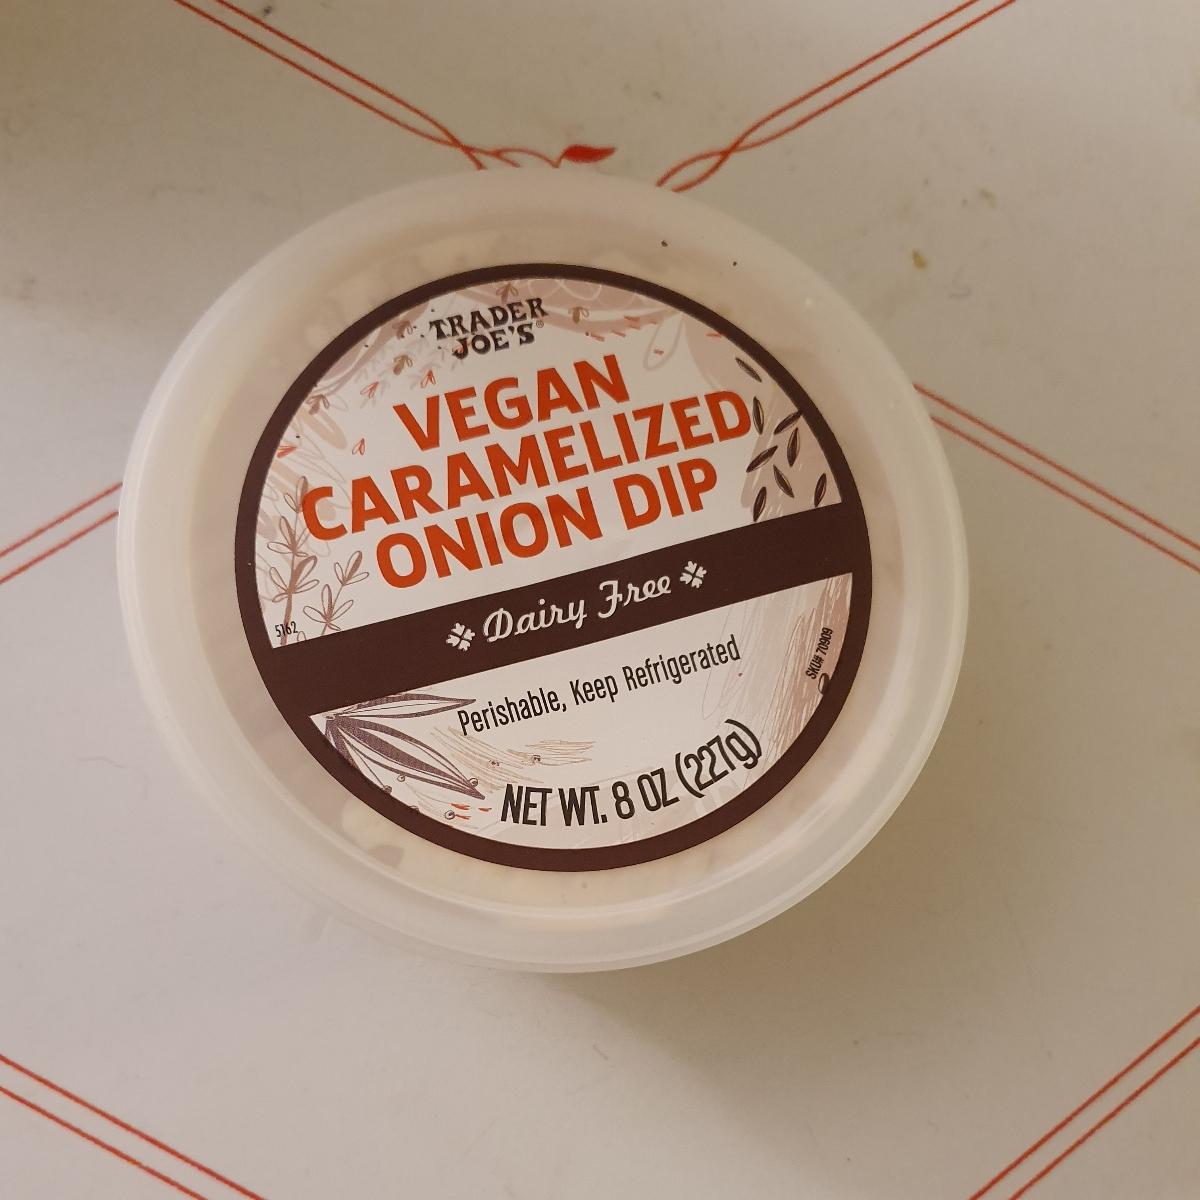 TRADER
JOE'S®
VEGAN
CARAMELIZED
ONION DIP
Dairy Free
5162
Perishable, Keep Refrigerated
SKU# 70909
NET WT. 8 OZ (227g)